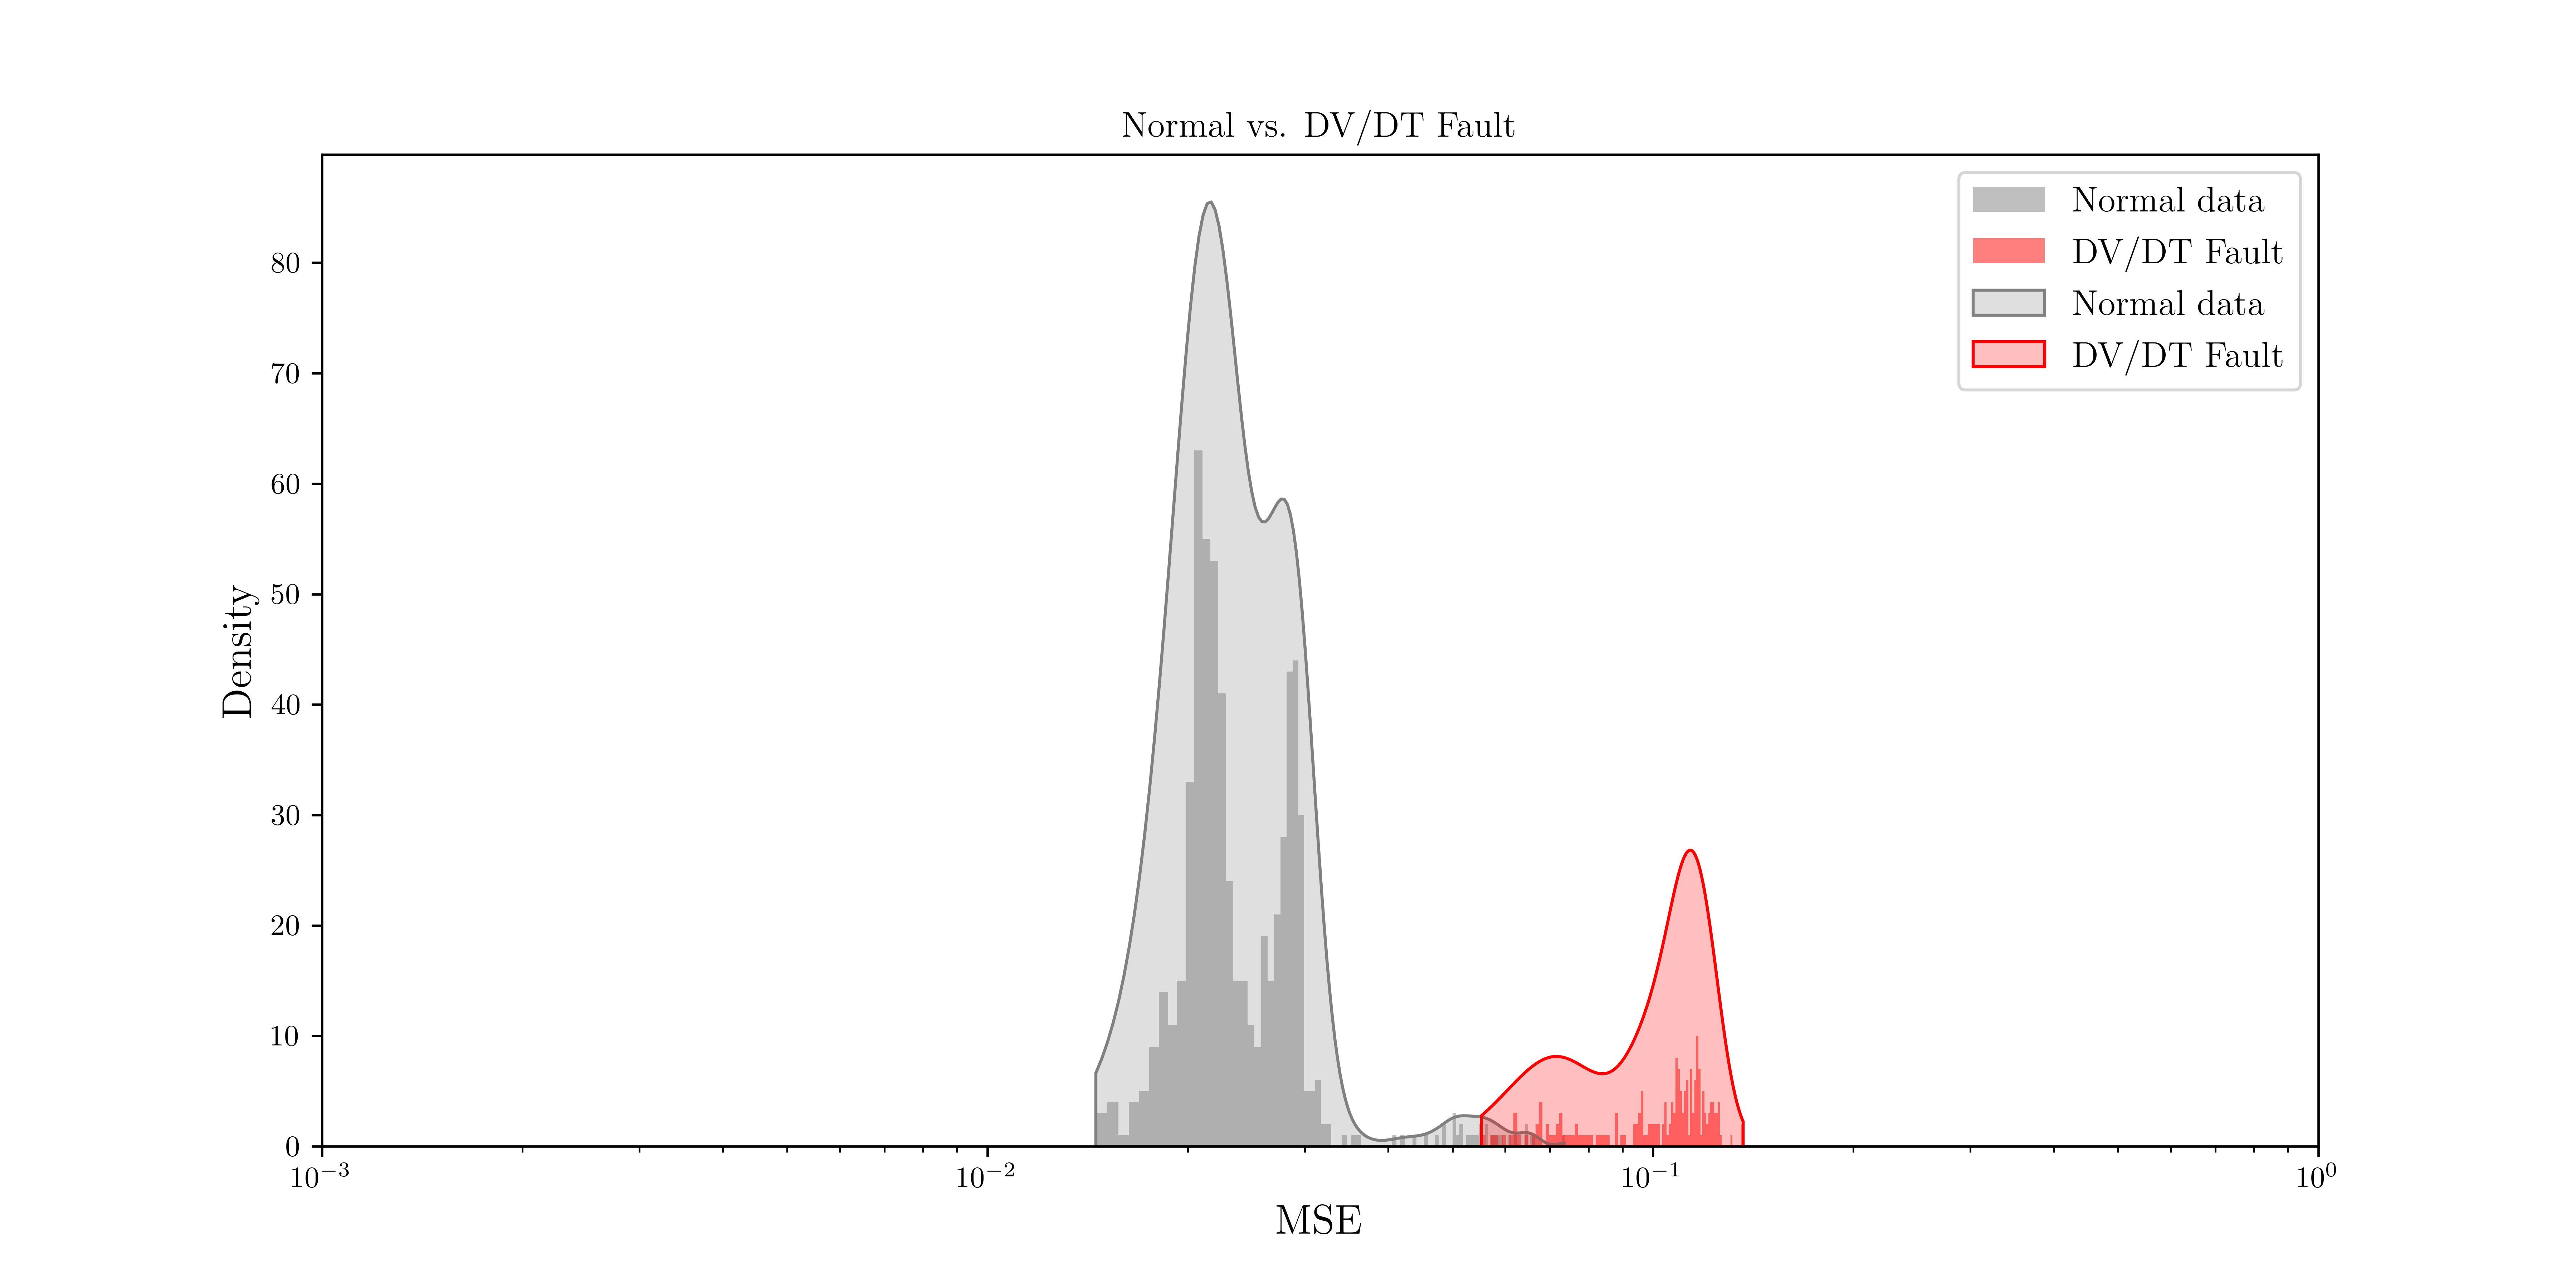 Normal vs. DV/DT Fault
Normal data
DV/DT Fault
Normal data
DV/DT Fault
Density
80
70
60
50
40
30
20
10
0
10⁻³
10⁻²
10⁻¹
10⁰
MSE